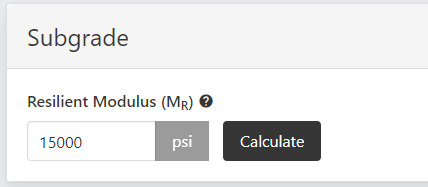 Subgrade
Resilient Modulus (MR) ?
15000 psi Calculate